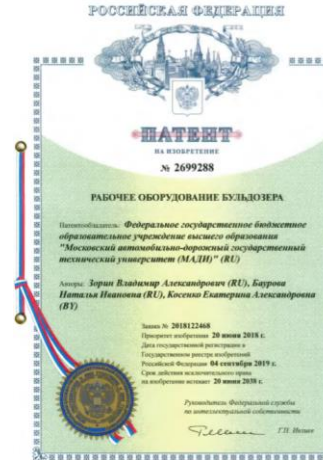 РОССИЙСКАЯ ФЕДЕРАЦИЯ
ПАТЕНТ
НА ИЗОБРЕТЕНИЕ
№ 2699288
РАБОЧЕЕ ОБОРУДОВАНИЕ БУЛЬДОЗЕРА
Патентообладатель: Федеральное государственное бюджетное
образовательное учреждение высшего образования
"Московский автомобильно-дорожный государственный
технический университет (МАДИ)" (RU)
Авторы: Зорин Владимир Александрович (RU), Баурова
Наталья Ивановна (RU), Косенко Екатерина Александровна
(BY)
Заявка № 2018122468
Приоритет изобретения 20 июня 2018 г.
Дата государственной регистрации в
Государственном реестре изобретений
Российской Федерации 04 сентября 2019 г.
Срок действия исключительного права
на изобретение истекает 20 июня 2038 г.
Руководитель Федеральной службы
по интеллектуальной собственности
Г.П. Ивлиев